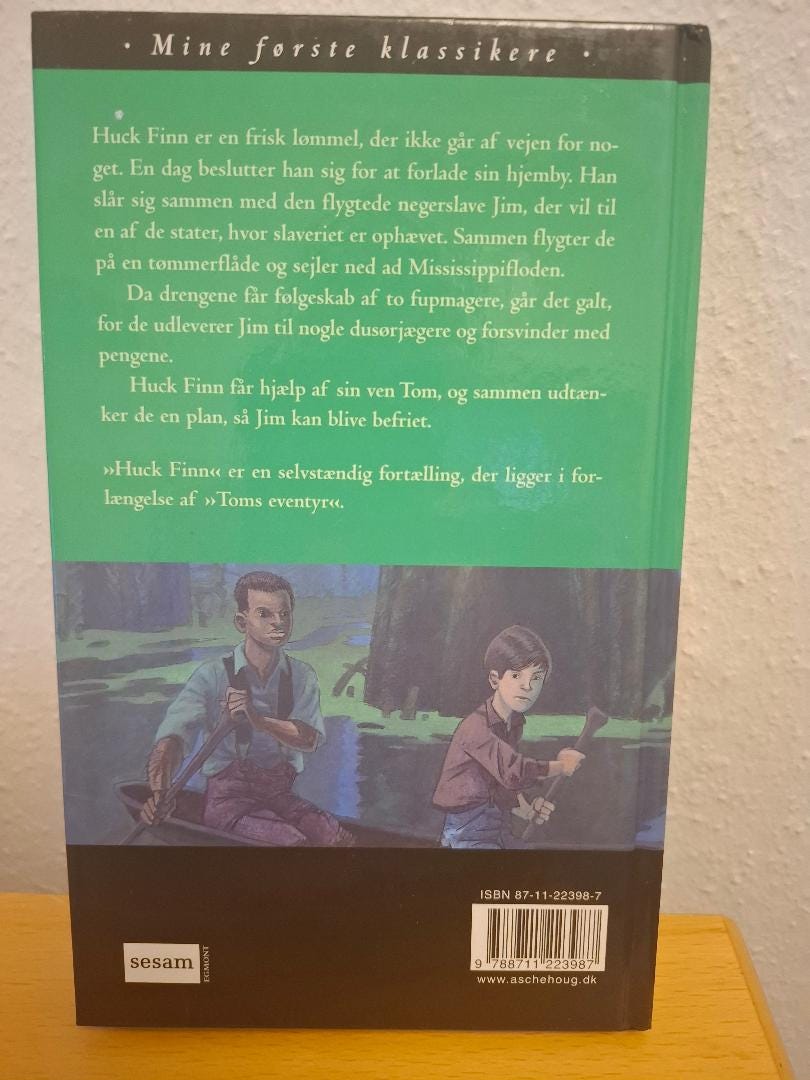 · Mine første klassikere ·
Huck Finn er en frisk lømmel, der ikke går af vejen for no-
get. En dag beslutter han sig for at forlade sin hjemby. Han
slår sig sammen med den flygtede negerslave Jim, der vil til
en af de stater, hvor slaveriet er ophævet. Sammen flygter de
på en tømmerflåde og sejler ned ad Mississippifloden.
Da drengene får følgeskab af to fupmagere, går det galt,
for de udleverer Jim til nogle dusørjægere og forsvinder med
pengene.
Huck Finn får hjælp af sin ven Tom, og sammen udtæn-
ker de en plan, så Jim kan blive befriet.
»Huck Finn« er en selvstændig fortælling, der ligger i for-
længelse af »Toms eventyr«.
ISBN 87-11-22398-7
9 788711 223987
www.aschehoug.dk
sesam
EGMONT